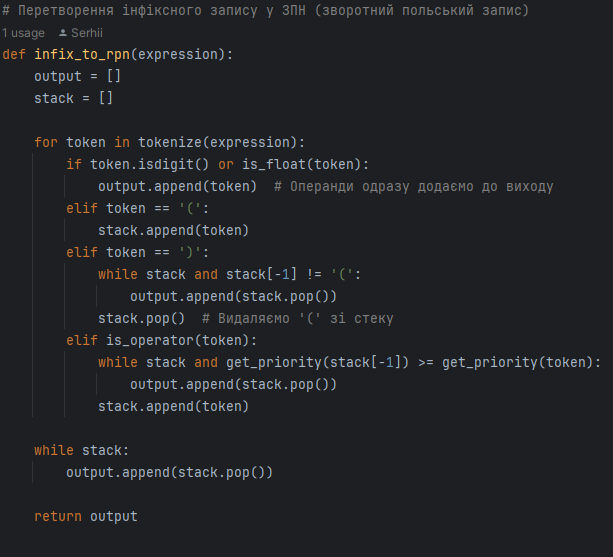 # Перетворення інфіксного запису у ЗПН (зворотний польський запис)
1 usage Serhii
def infix_to_rpn(expression):
    output = []
    stack = []

    for token in tokenize(expression):
        if token.isdigit() or is_float(token):
            output.append(token)  # Операнди одразу додаємо до виходу
        elif token == '(':
            stack.append(token)
        elif token == ')':
            while stack and stack[-1] != '(':
                output.append(stack.pop())
            stack.pop()  # Видаляємо '(' зі стеку
        elif is_operator(token):
            while stack and get_priority(stack[-1]) >= get_priority(token):
                output.append(stack.pop())
            stack.append(token)

    while stack:
        output.append(stack.pop())

    return output